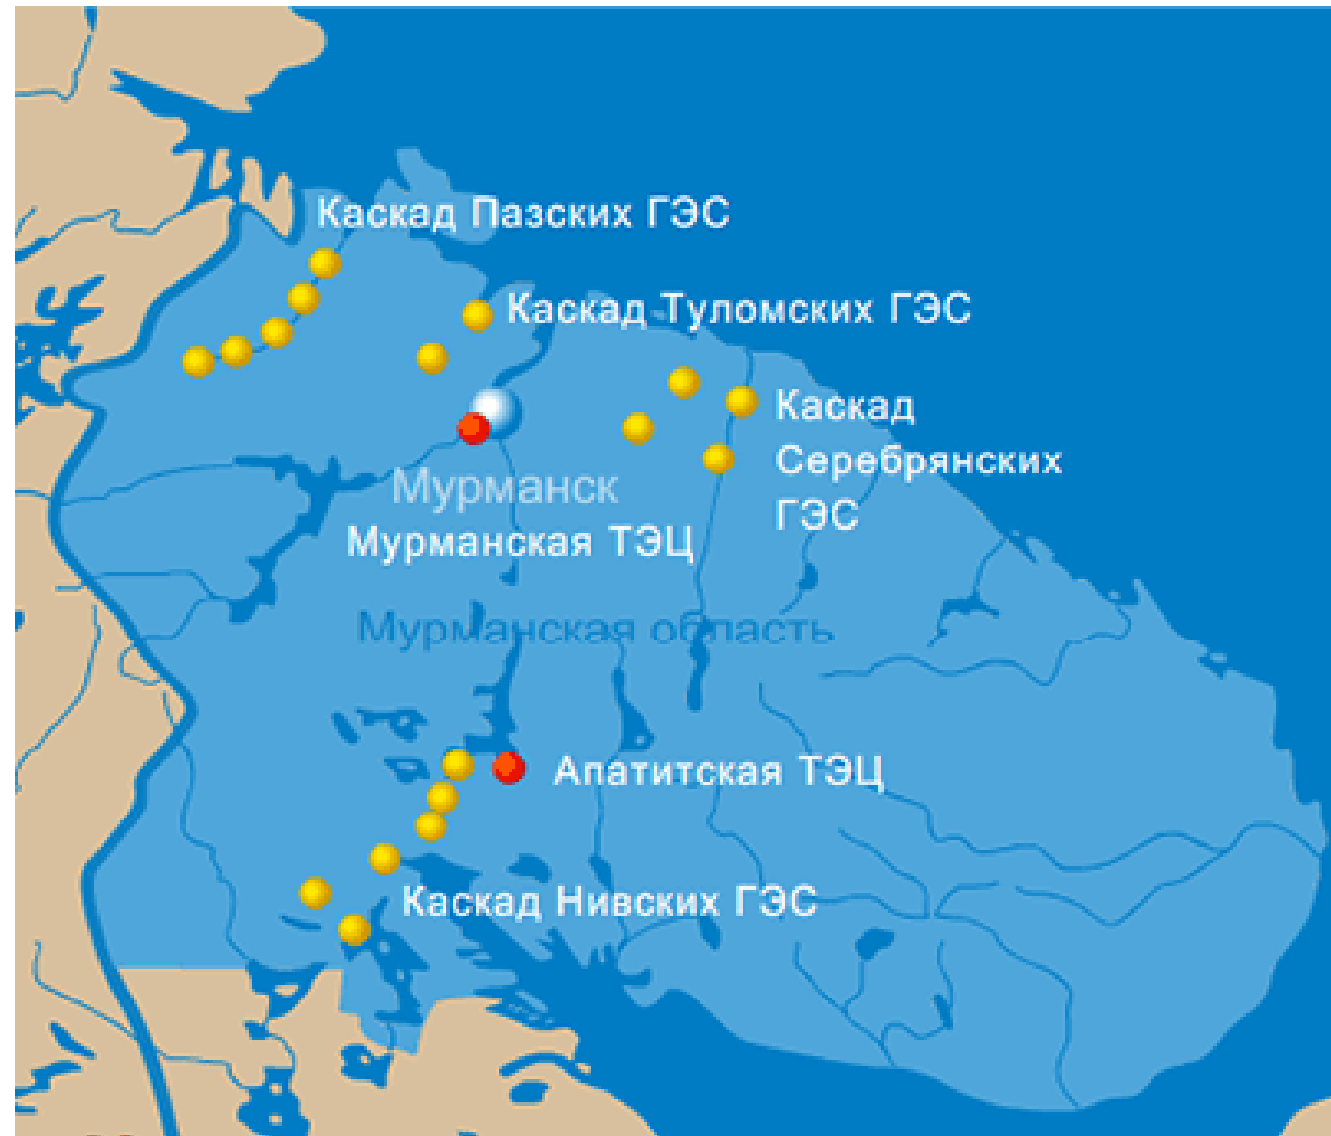 Каскад Пазских ГЭС
Каскад Туломских ГЭС
Каскад
Серебрянских
ГЭС
Мурманск
Мурманская ТЭЦ
Мурманская область
Апатитская ТЭЦ
Каскад Нивских ГЭС